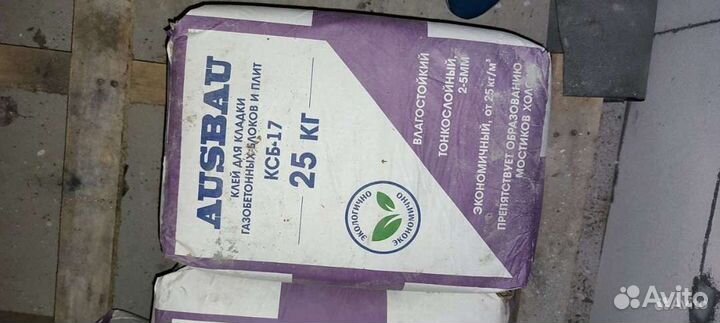 AUSBAU
КЛЕЙ ДЛЯ КЛАДКИ
ГАЗОБЕТОННЫХ БЛОКОВ И ПЛИТ
КСБ-17
25 КГ
ЭКОЛОГИЧНО
ЭКОНОМИЧНО
ВЛАГОСТОЙКИЙ
ТОНКОСЛОЙНЫЙ,
2-5ММ
ЭКОНОМИЧНЫЙ, от 25 кг/м³
ПРЕПЯТСТВУЕТ ОБРАЗОВАНИЮ
МОСТИКОВ
Avito